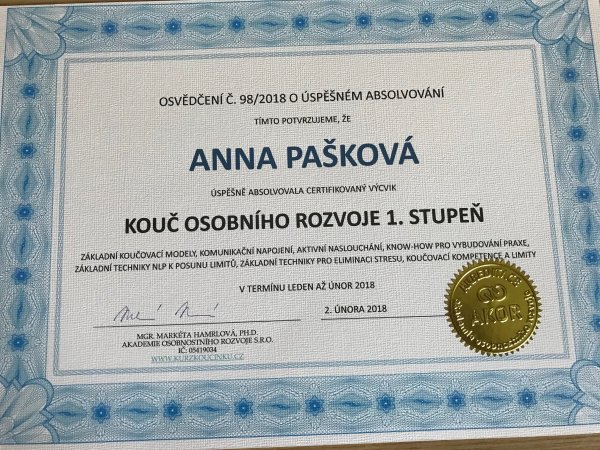 OSVĚDČENÍ Č. 98/2018 O ÚSPĚŠNÉM ABSOLVOVÁNÍ
TÍMTO POTVRZUJEME, ŽE
ANNA PAŠKOVÁ
ÚSPĚŠNĚ ABSOLVOVALA CERTIFIKOVANÝ VÝCVIK
KOUČ OSOBNÍHO ROZVOJE 1. STUPEŇ
ZÁKLADNÍ KOUČOVACÍ MODELY, KOMUNIKAČNÍ NAPOJENÍ, AKTIVNÍ NASLOUCHÁNÍ, KNOW-HOW PRO VYBUDOVÁNÍ PRAXE,
ZÁKLADNÍ TECHNIKY NLP K POSUNU LIMITŮ, ZÁKLADNÍ TECHNIKY PRO ELIMINACI STRESU, KOUČOVACÍ KOMPETENCE A LIMITY
V TERMÍNU LEDEN AŽ ÚNOR 2018
2. ÚNORA 2018
MGR. MARKÉTA HAMRLOVÁ, PH.D.
AKADEMIE OSOBNOSTNÍHO ROZVOJE S.R.O.
IČ: 05419034
WWW.KURZKOUCINKU.CZ
AKOR